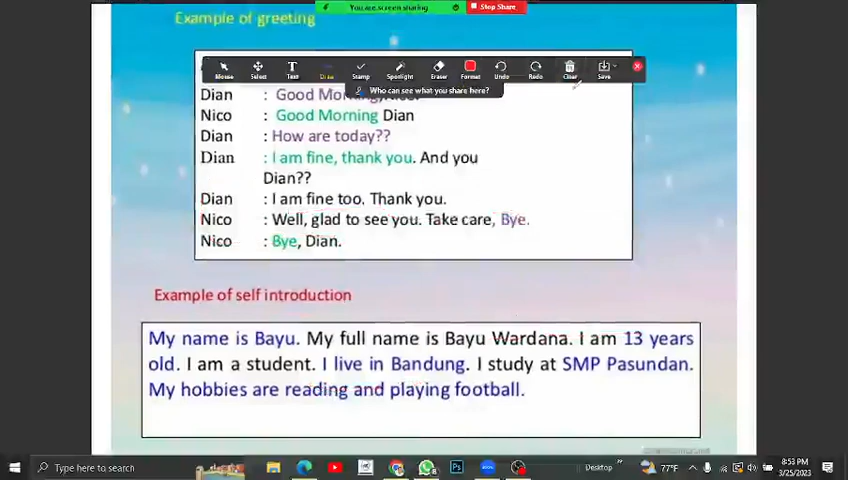 Example of greeting
You are screen sharing
Stop Share
Mouse Select Text Draw Stamp Spotlight Eraser Format Undo Redo Clear Save
Who can see what you share here?
Dian : Good Morning,
Nico : Good Morning Dian
Dian : How are today??
Dian : I am fine, thank you. And you
Dian??
Dian : I am fine too. Thank you.
Nico : Well, glad to see you. Take care, Bye.
Nico : Bye, Dian.
Example of self introduction
My name is Bayu. My full name is Bayu Wardana. I am 13 years
old. I am a student. I live in Bandung. I study at SMP Pasundan.
My hobbies are reading and playing football.
Type here to search
Desktop
77°F
8:53 PM
3/25/2023